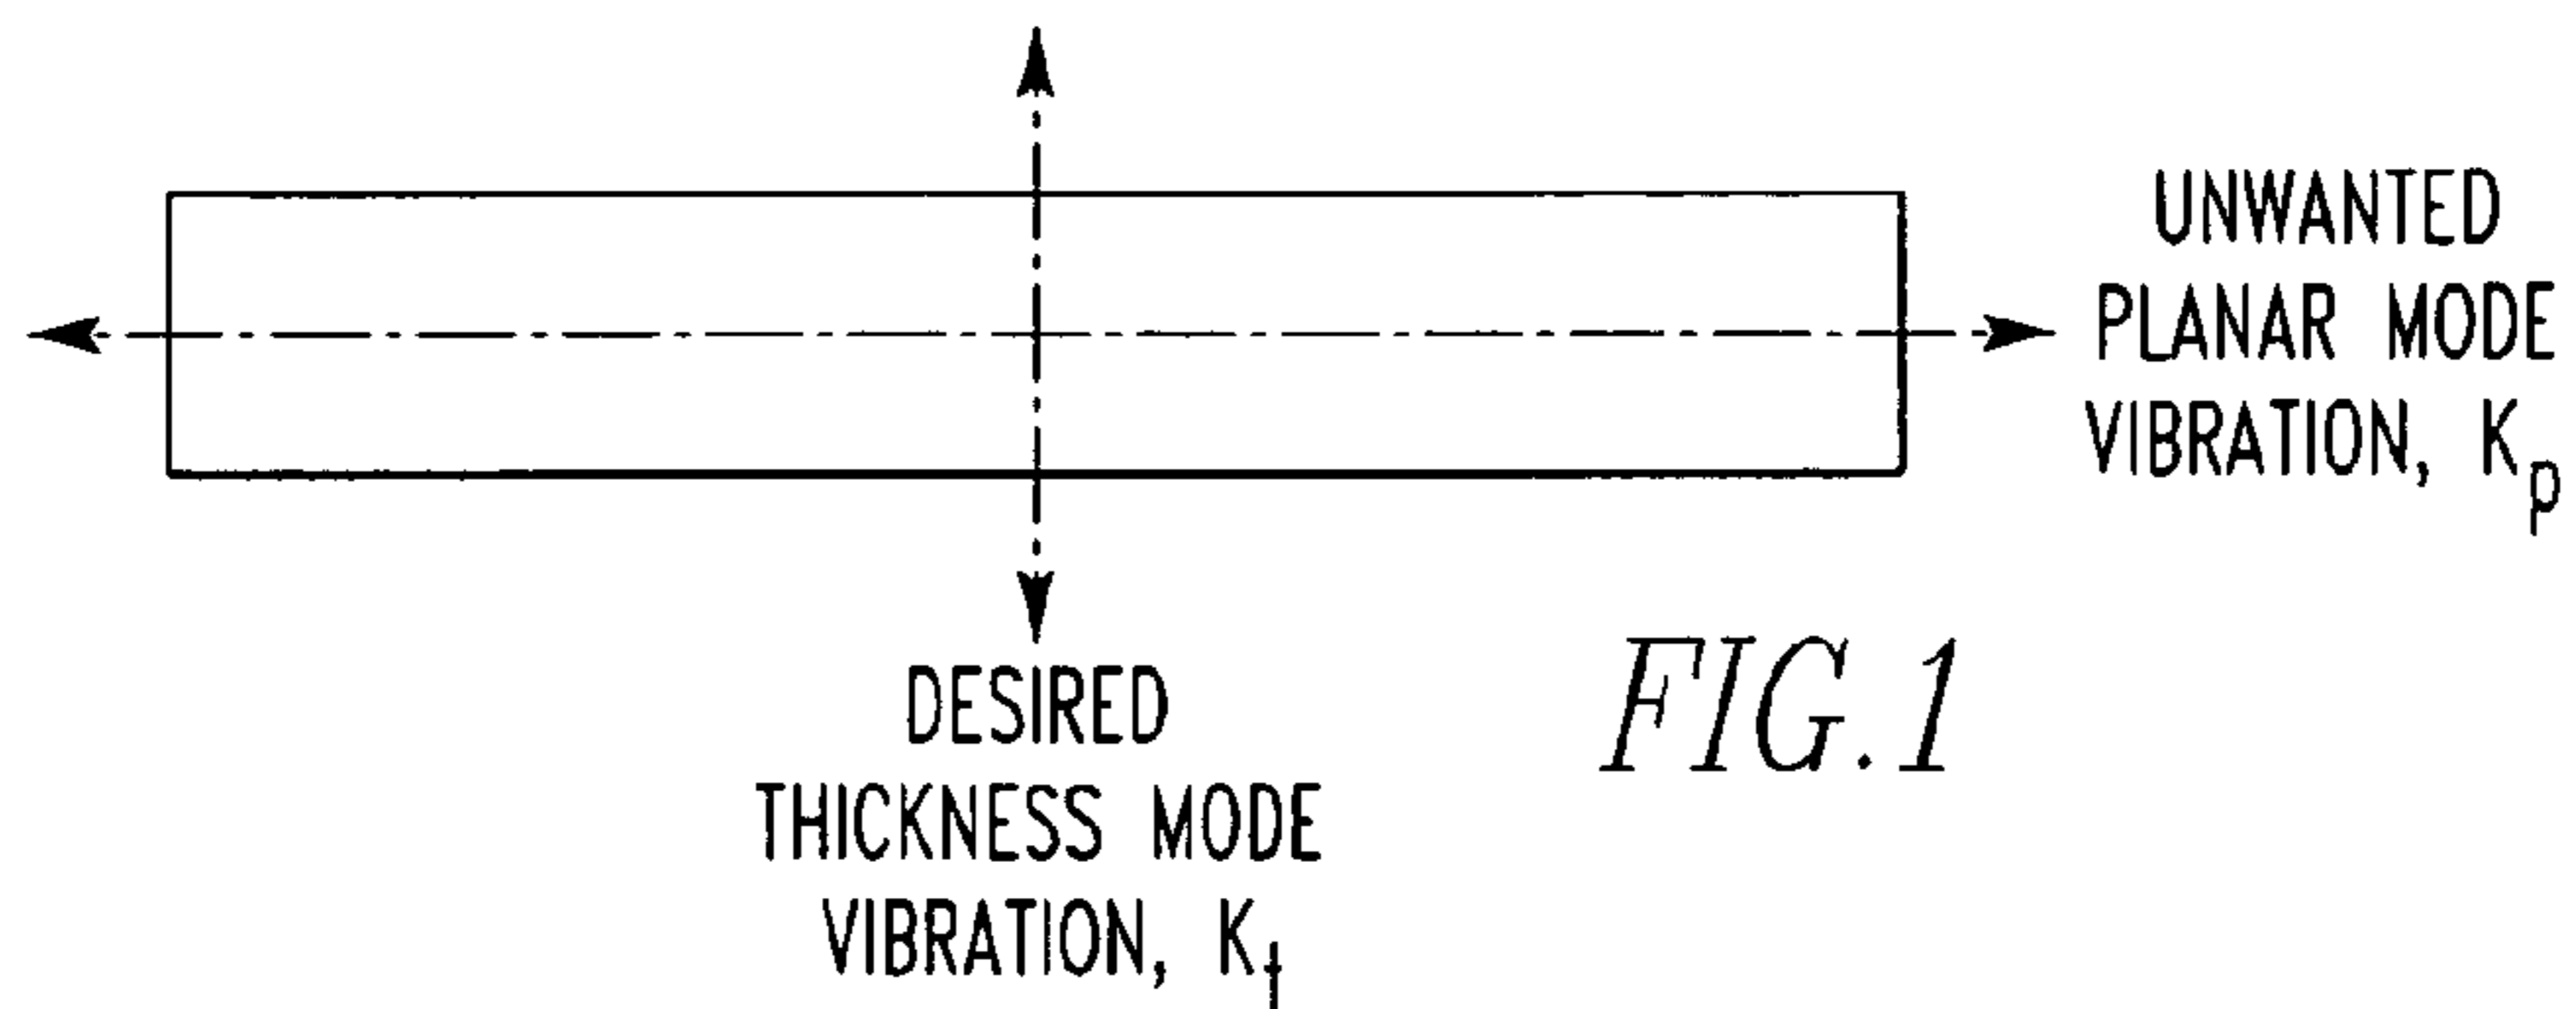 UNWANTED
PLANAR MODE
VIBRATION, Kp
DESIRED
THICKNESS MODE
VIBRATION, Kt
FIG. 1